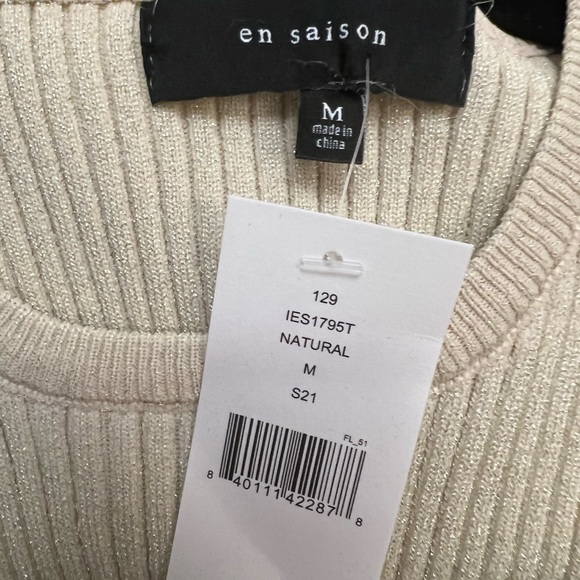 en saison
M
made in
china
129
IES1795T
NATURAL
M
S21
FL_51
8 40111 42287 8